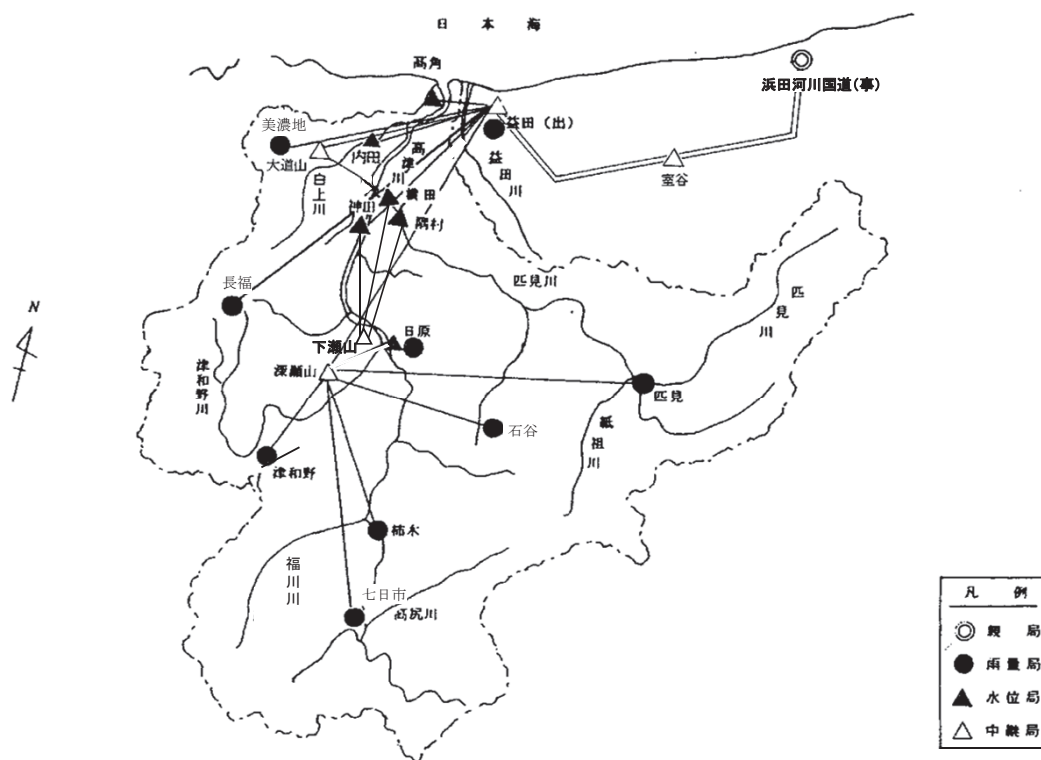 日本海
高角
浜田河川国道(事)
美濃地
益田(出)
大道山
内田
高津川
益田川
室谷
白上川
横田
神田
隅村
匹見川
匹見川
長福
日原
下瀬山
津和野川
深瀬山
匹見
紙祖川
石谷
津和野
柿木
福川川
七日市
高尻川
N
凡例
親局
雨量局
水位局
中継局